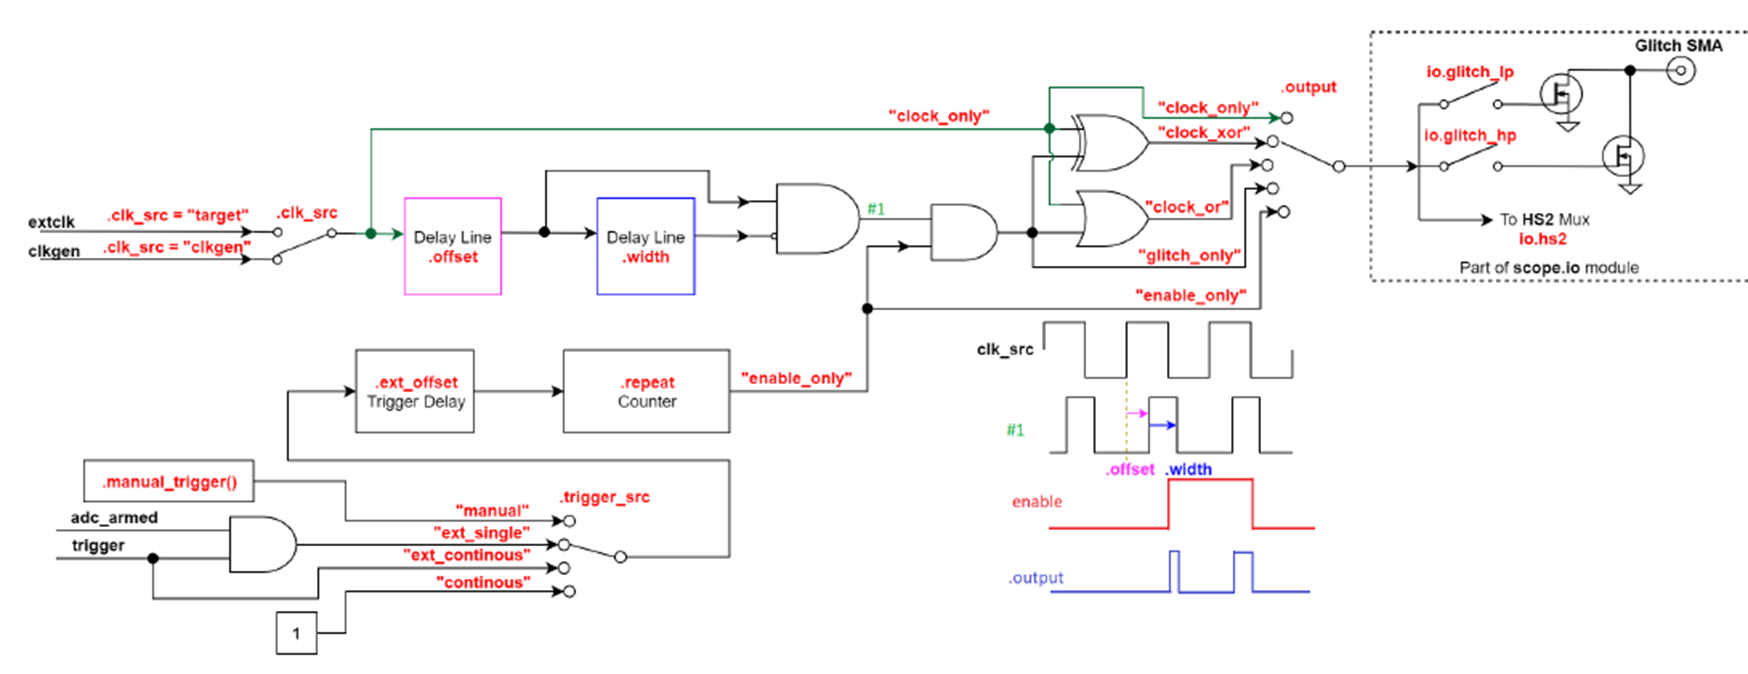 Glitch SMA
io.glitch_lp
.output
"clock_only"
"clock_only"
"clock_xor"
io.glitch_hp
extclk
.clk_src = "target"
.clk_src
#1
"clock_or"
To HS2 Mux
io.hs2
clkgen
.clk_src = "clkgen"
Delay Line
.offset
Delay Line
.width
"glitch_only"
Part of scope.io module
"enable_only"
clk_src
.ext_offset
Trigger Delay
.repeat
Counter
"enable_only"
#1
.offset
.width
.manual_trigger()
.trigger_src
enable
adc_armed
"manual"
trigger
"ext_single"
"ext_continous"
"continous"
.output
1